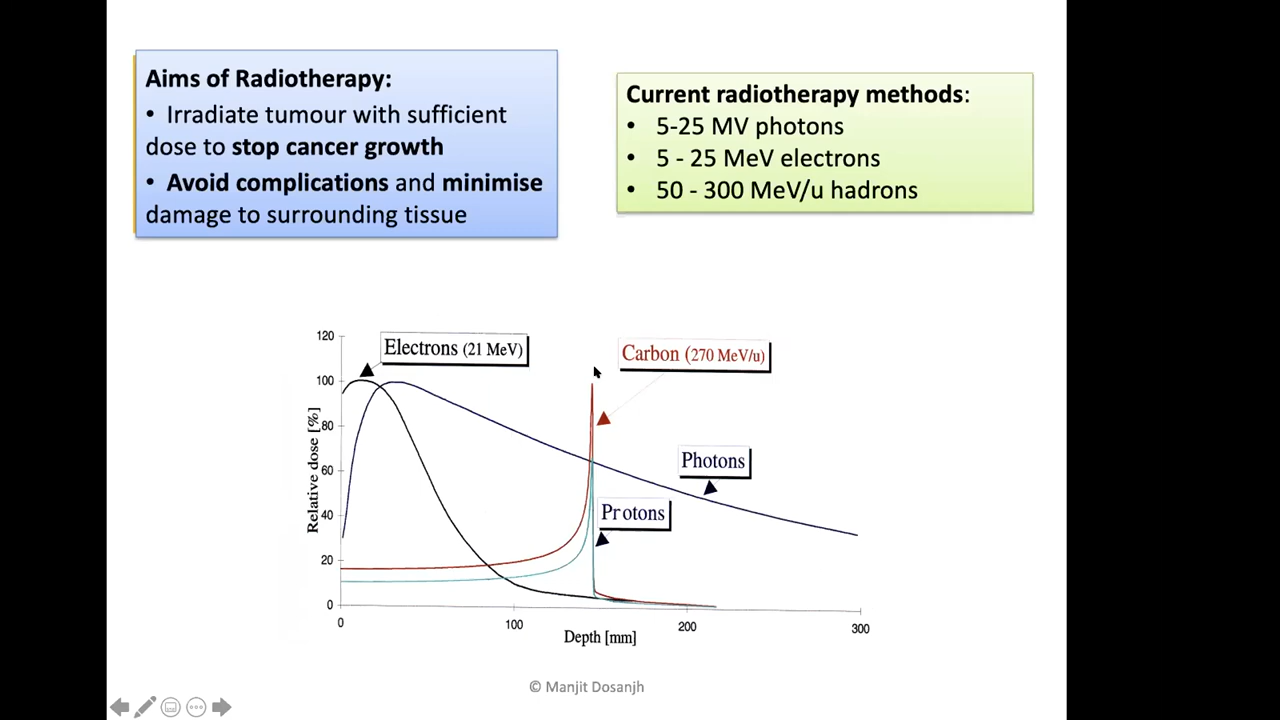 Aims of Radiotherapy:
• Irradiate tumour with sufficient
dose to stop cancer growth
• Avoid complications and minimise
damage to surrounding tissue
Current radiotherapy methods:
• 5-25 MV photons
• 5 - 25 MeV electrons
• 50 - 300 MeV/u hadrons
120
100
80
60
40
20
0
Relative dose [%]
Electrons (21 MeV)
Carbon (270 MeV/u)
Photons
Protons
0
100
200
300
Depth [mm]
© Manjit Dosanjh